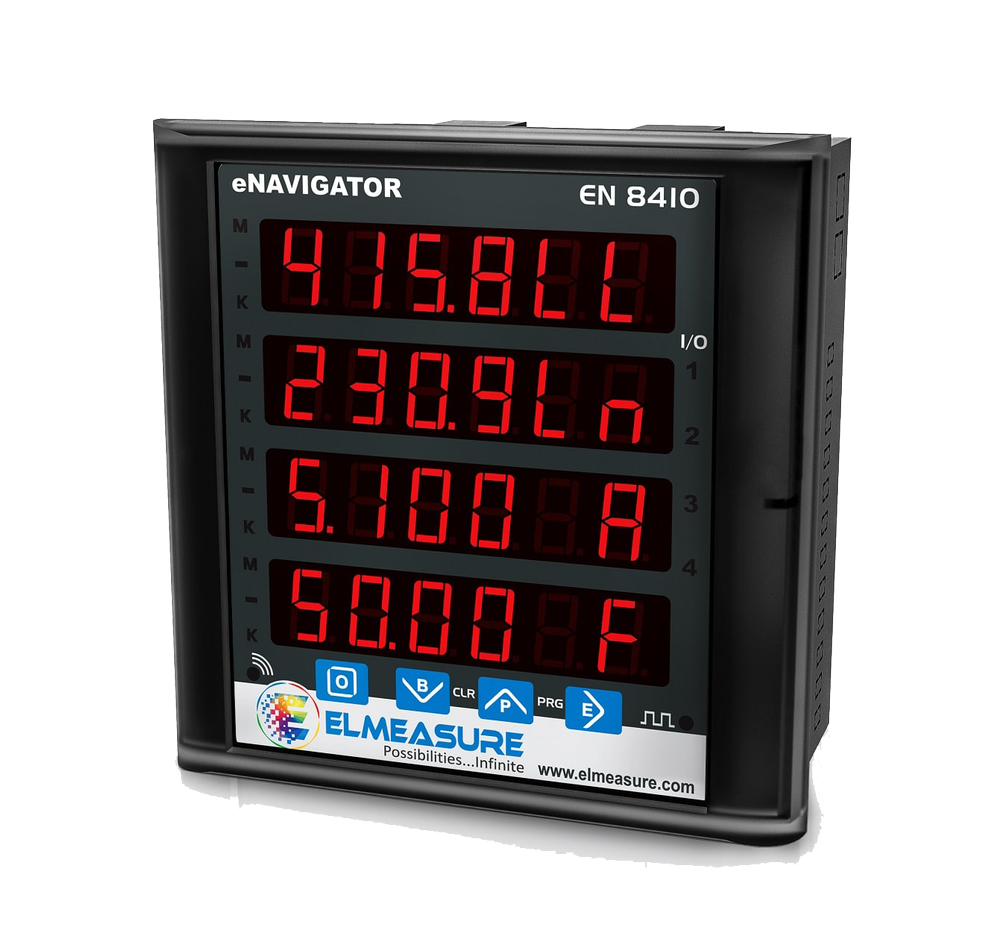 eNAVIGATOR EN 8410
M
-
K
415.8LL
I/O
M
-
K
230.9Ln
1
2
M
-
K
5.100 A
3
4
M
-
K
50.00 F
O B CLR P PRG E
E ELMEASURE
Possibilities...Infinite www.elmeasure.com